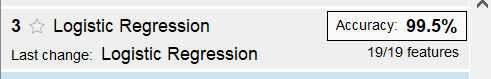 3 ☆ Logistic Regression Accuracy: 99.5%
Last change: Logistic Regression 19/19 features